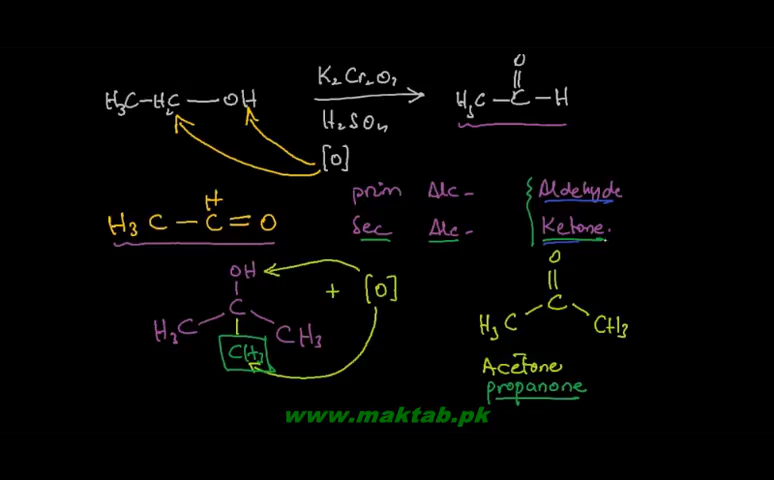 H₃C—H₂C—OH K₂Cr₂O₇ H₂SO₄ [O]
O
H₃C—C—H
prim Alc - Aldehyde
Sec Alc - Ketone.
H
H₃C—C=O
OH
C
H₃C CH₃
CH₃
+ [O]
O
C
H₃C CH₃
Acetone
propanone
www.maktab.pk